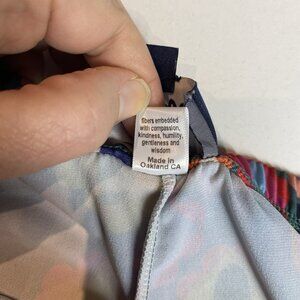 fibers embedded
with compassion,
kindness, humility,
gentleness and
wisdom
Made in
Oakland CA